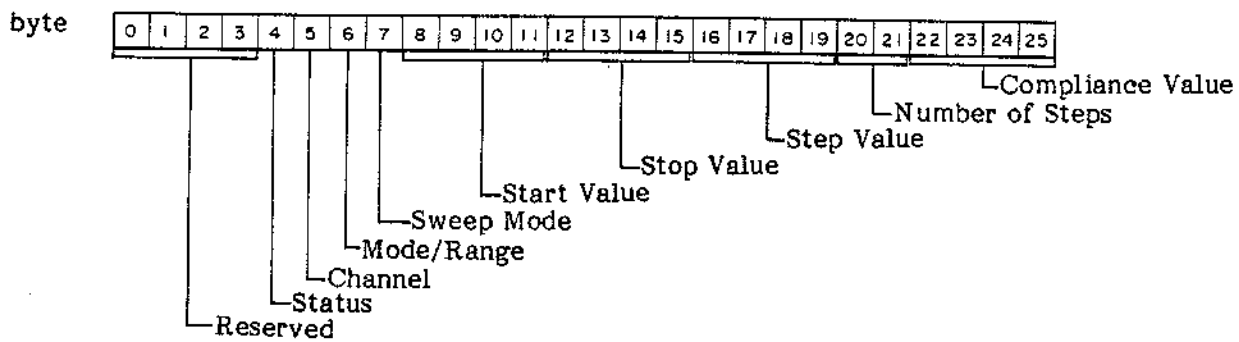 byte 0 1 2 3 4 5 6 7 8 9 10 11 12 13 14 15 16 17 18 19 20 21 22 23 24 25
Compliance Value
Number of Steps
Step Value
Stop Value
Start Value
Sweep Mode
Mode/Range
Channel
Status
Reserved